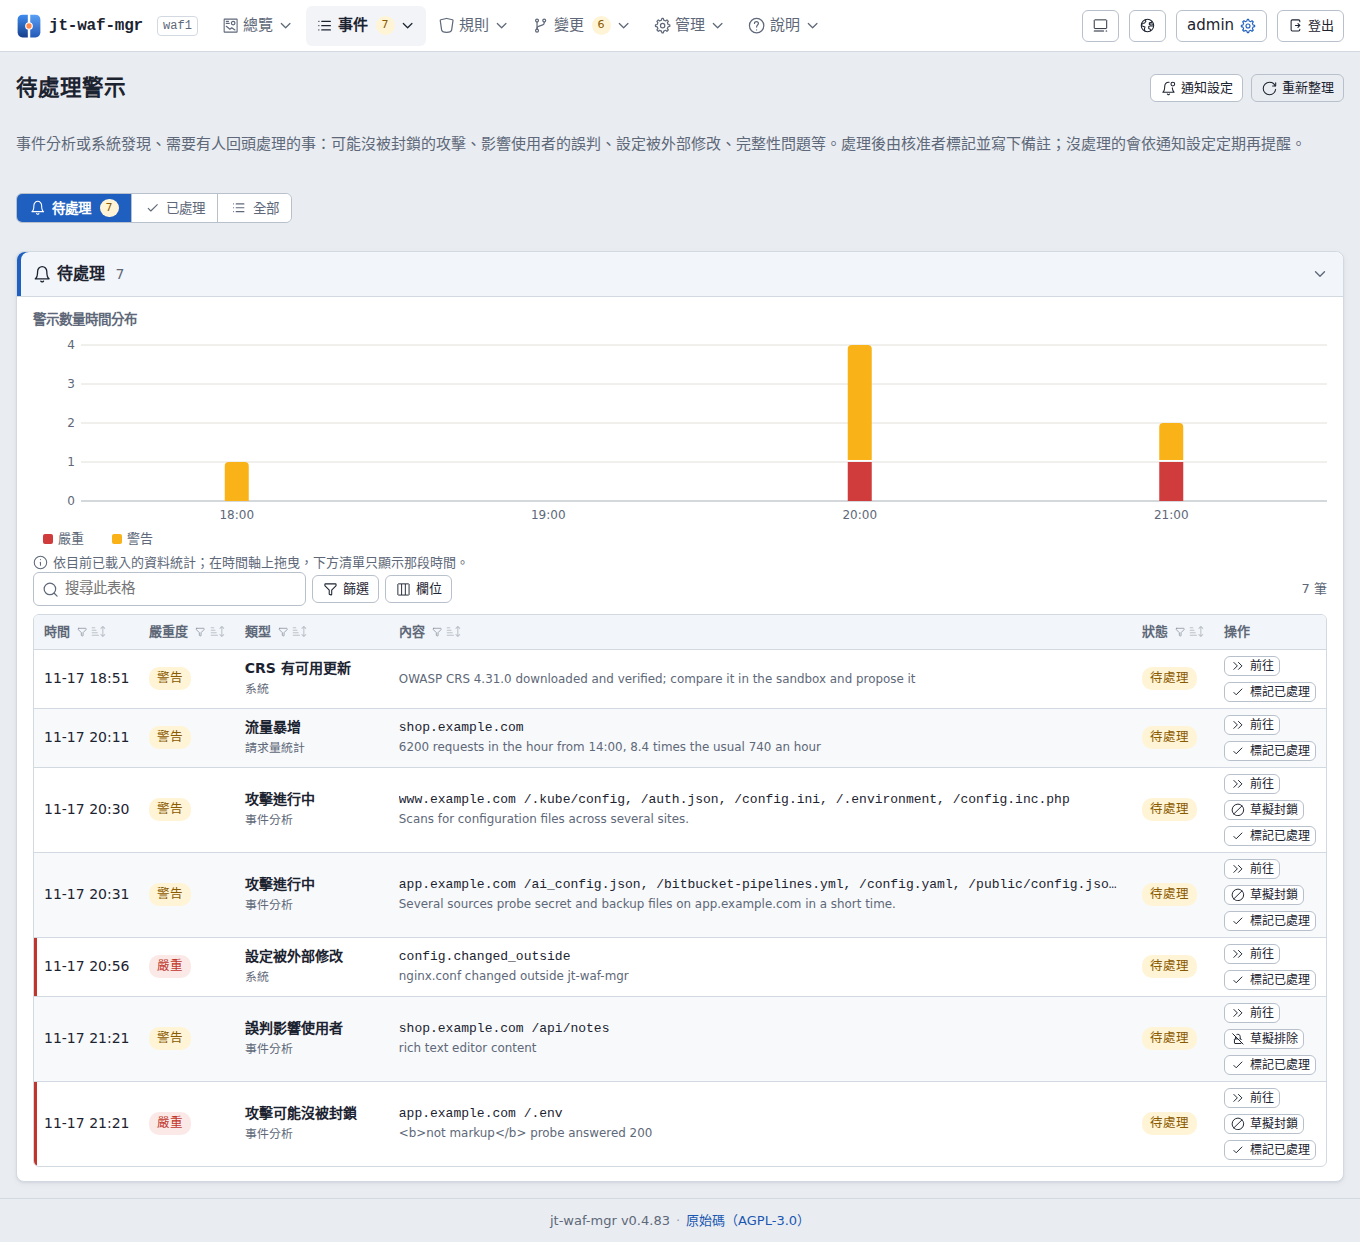 jt-waf-mgr waf1 總覽 事件 7 規則 變更 6 管理 說明 admin 登出
待處理警示 通知設定 重新整理
事件分析或系統發現、需要有人回頭處理的事：可能沒被封鎖的攻擊、影響使用者的誤判、設定被外部修改、完整性問題等。處理後由核准者標記並寫下備註；沒處理的會依通知設定定期再提醒。
待處理 7 已處理 全部
待處理 7
警示數量時間分布
4
3
2
1
0
18:00 19:00 20:00 21:00
嚴重 警告
依目前已載入的資料統計；在時間軸上拖曳，下方清單只顯示那段時間。
搜尋此表格 篩選 欄位 7 筆
時間 嚴重度 類型 內容 狀態 操作
11-17 18:51 警告 CRS 有可用更新 系統 OWASP CRS 4.31.0 downloaded and verified; compare it in the sandbox and propose it 待處理 前往 標記已處理
11-17 20:11 警告 流量暴增 請求量統計 shop.example.com 6200 requests in the hour from 14:00, 8.4 times the usual 740 an hour 待處理 前往 標記已處理
11-17 20:30 警告 攻擊進行中 事件分析 www.example.com /.kube/config, /auth.json, /config.ini, /.environment, /config.inc.php Scans for configuration files across several sites. 待處理 前往 草擬封鎖 標記已處理
11-17 20:31 警告 攻擊進行中 事件分析 app.example.com /ai_config.json, /bitbucket-pipelines.yml, /config.yaml, /public/config.jso… Several sources probe secret and backup files on app.example.com in a short time. 待處理 前往 草擬封鎖 標記已處理
11-17 20:56 嚴重 設定被外部修改 系統 config.changed_outside nginx.conf changed outside jt-waf-mgr 待處理 前往 標記已處理
11-17 21:21 警告 誤判影響使用者 事件分析 shop.example.com /api/notes rich text editor content 待處理 前往 草擬排除 標記已處理
11-17 21:21 嚴重 攻擊可能沒被封鎖 事件分析 app.example.com /.env <b>not markup</b> probe answered 200 待處理 前往 草擬封鎖 標記已處理
jt-waf-mgr v0.4.83 · 原始碼（AGPL-3.0）